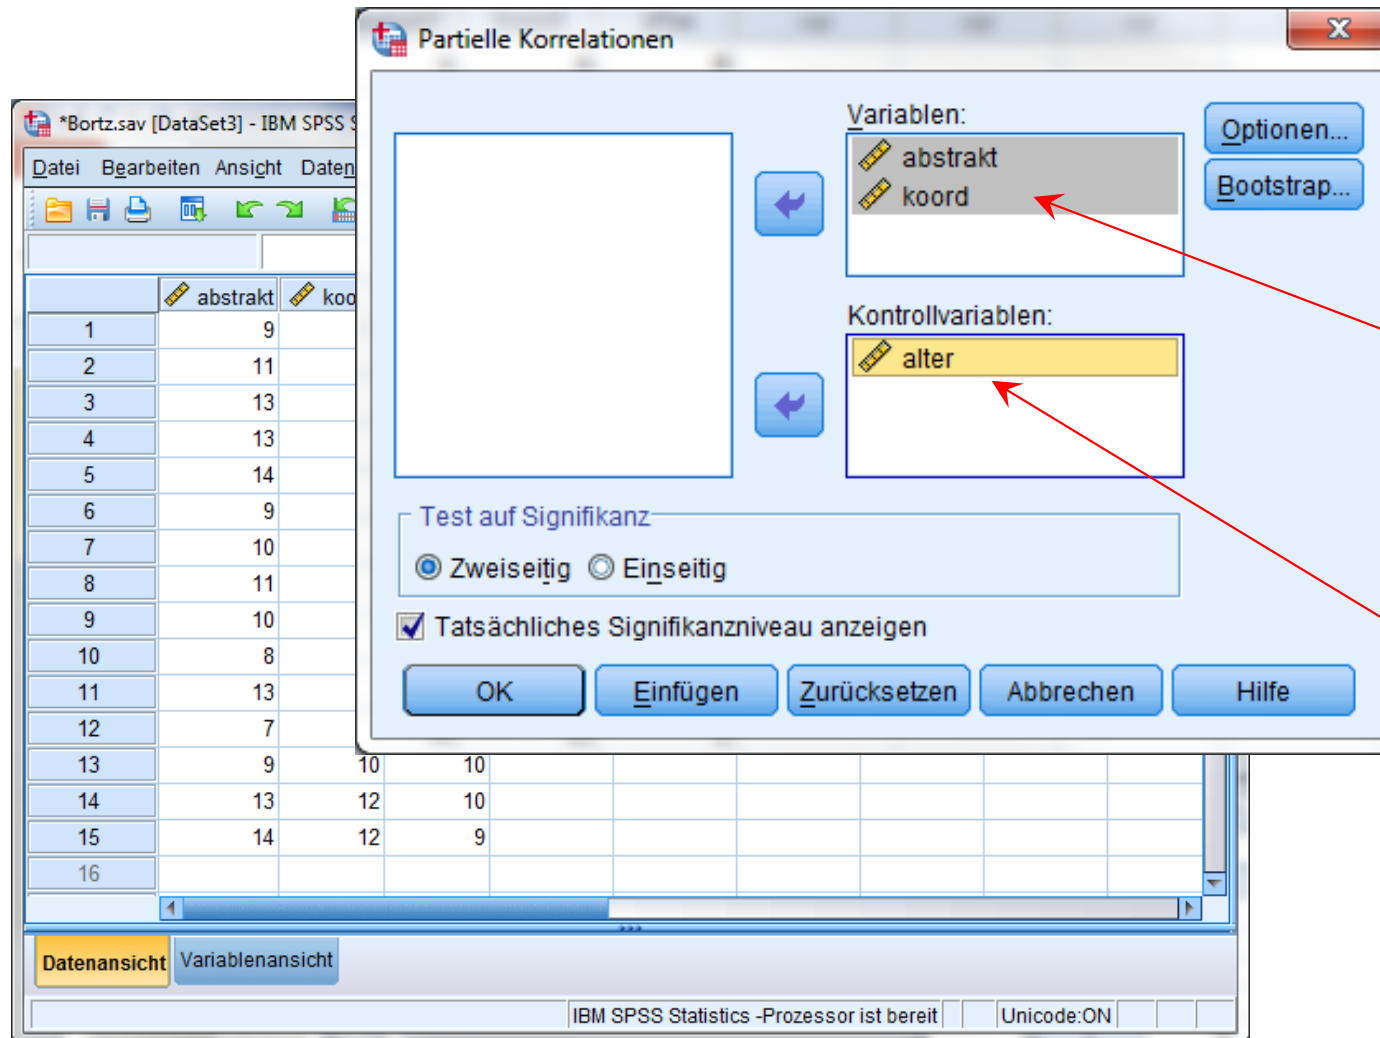 Partielle Korrelationen
Variablen:
abstrakt
koord
Optionen...
Bootstrap...
Kontrollvariablen:
alter
Test auf Signifikanz
Zweiseitig Einseitig
Tatsächliches Signifikanzniveau anzeigen
OK Einfügen Zurücksetzen Abbrechen Hilfe
*Bortz.sav [DataSet3] - IBM SPSS
Datei Bearbeiten Ansicht Daten
abstrakt koo
1 9
2 11
3 13
4 13
5 14
6 9
7 10
8 11
9 10
10 8
11 13
12 7
13 9 10 10
14 13 12 10
15 14 12 9
16
Datenansicht Variablenansicht
IBM SPSS Statistics -Prozessor ist bereit Unicode:ON